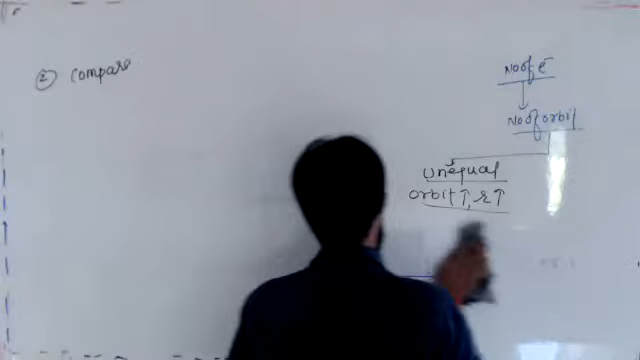 ② Compare
No of e⁻
No of orbit
Unequal
orbit↑, r↑